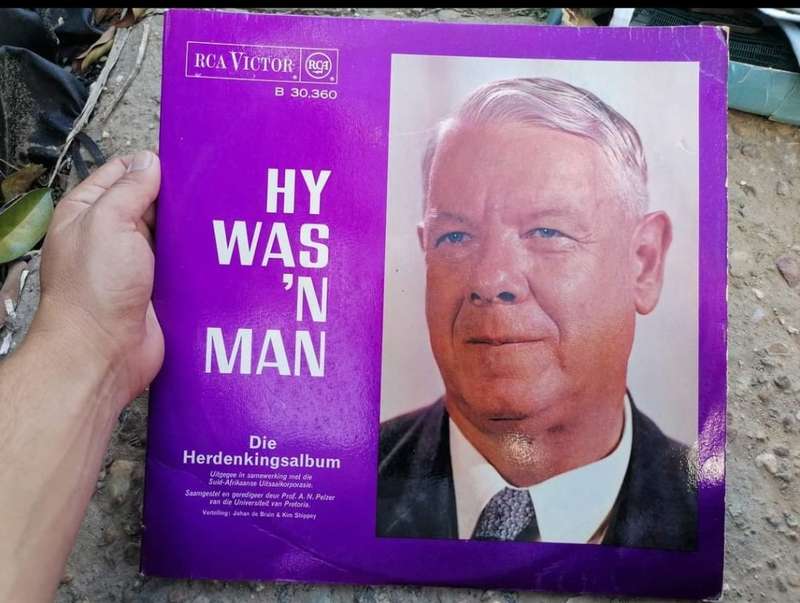 RCA VICTOR
RCA
B 30,360
HY
WAS
'N
MAN
Die
Herdenkingsalbum
Uitgegee in samewerking met die
Suid-Afrikaanse Uitsaaikorporasie.
Saamgestel en geredigeer deur Prof. A. N. Pelzer
van die Universiteit van Pretoria.
Vertelling: Johan de Bruin & Kim Shippey